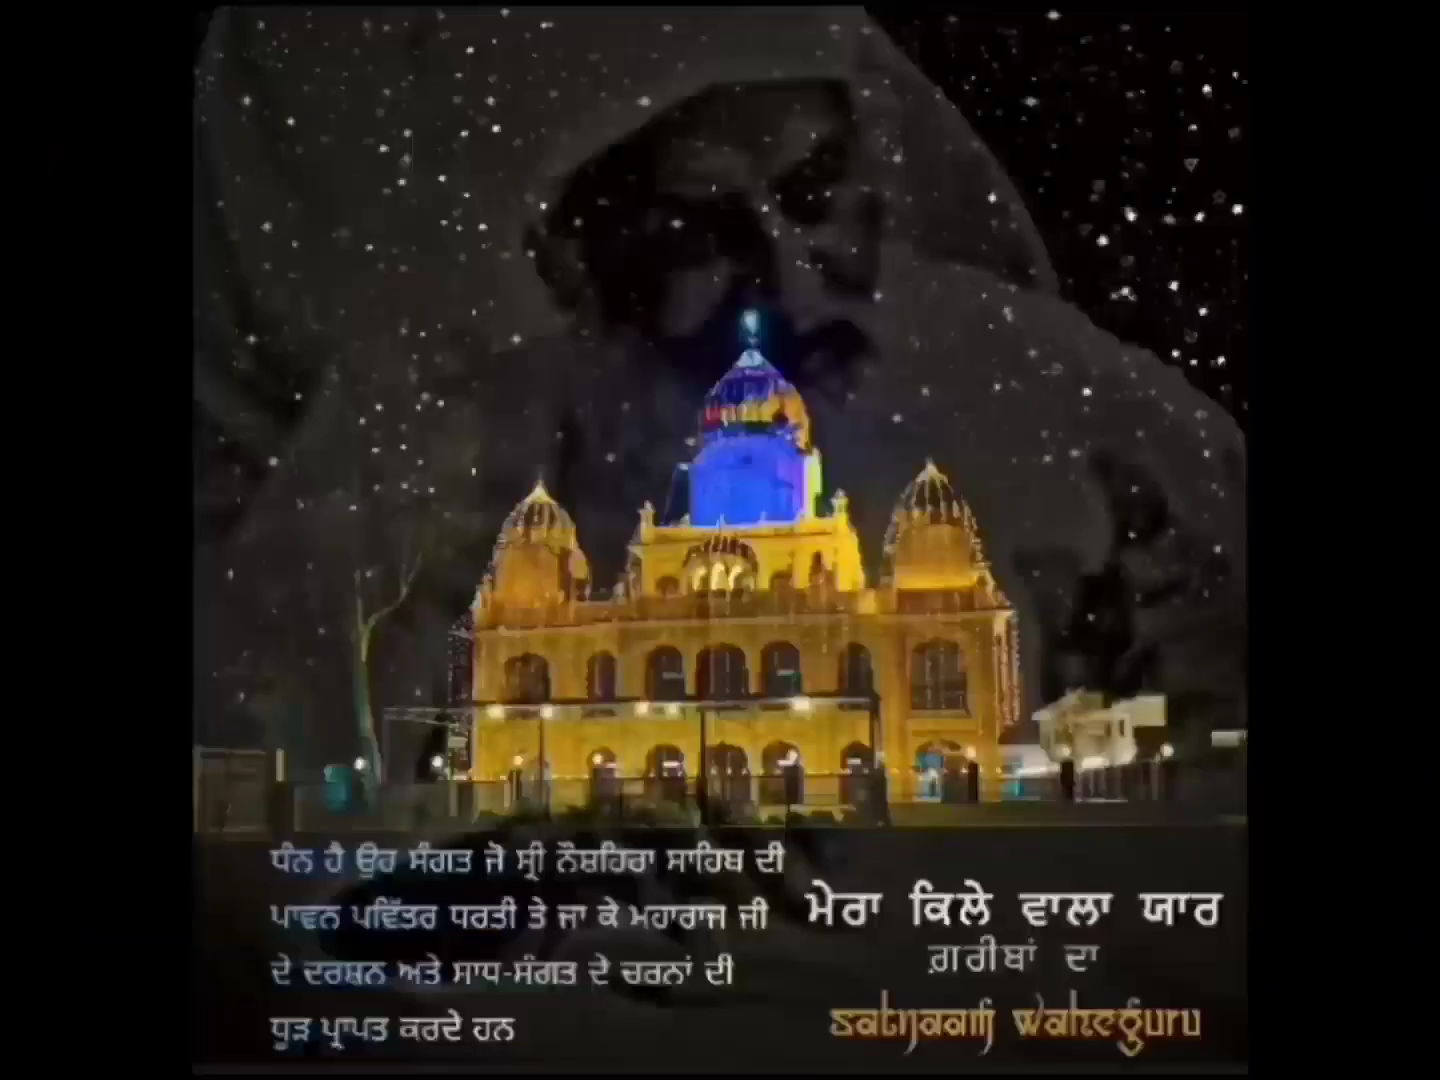 ਧੰਨ ਹੈ ਉਹ ਸੰਗਤ ਜੋ ਸ੍ਰੀ ਨੌਸ਼ਹਿਰਾ ਸਾਹਿਬ ਦੀ
ਪਾਵਨ ਪਵਿੱਤਰ ਧਰਤੀ ਤੇ ਜਾ ਕੇ ਮਹਾਰਾਜ ਜੀ
ਦੇ ਦਰਸ਼ਨ ਅਤੇ ਸਾਧ-ਸੰਗਤ ਦੇ ਚਰਨਾਂ ਦੀ
ਧੂੜ ਪ੍ਰਾਪਤ ਕਰਦੇ ਹਨ
ਮੇਰਾ ਕਿਲੇ ਵਾਲਾ ਯਾਰ
ਗ਼ਰੀਬਾਂ ਦਾ
satnaam waheguru